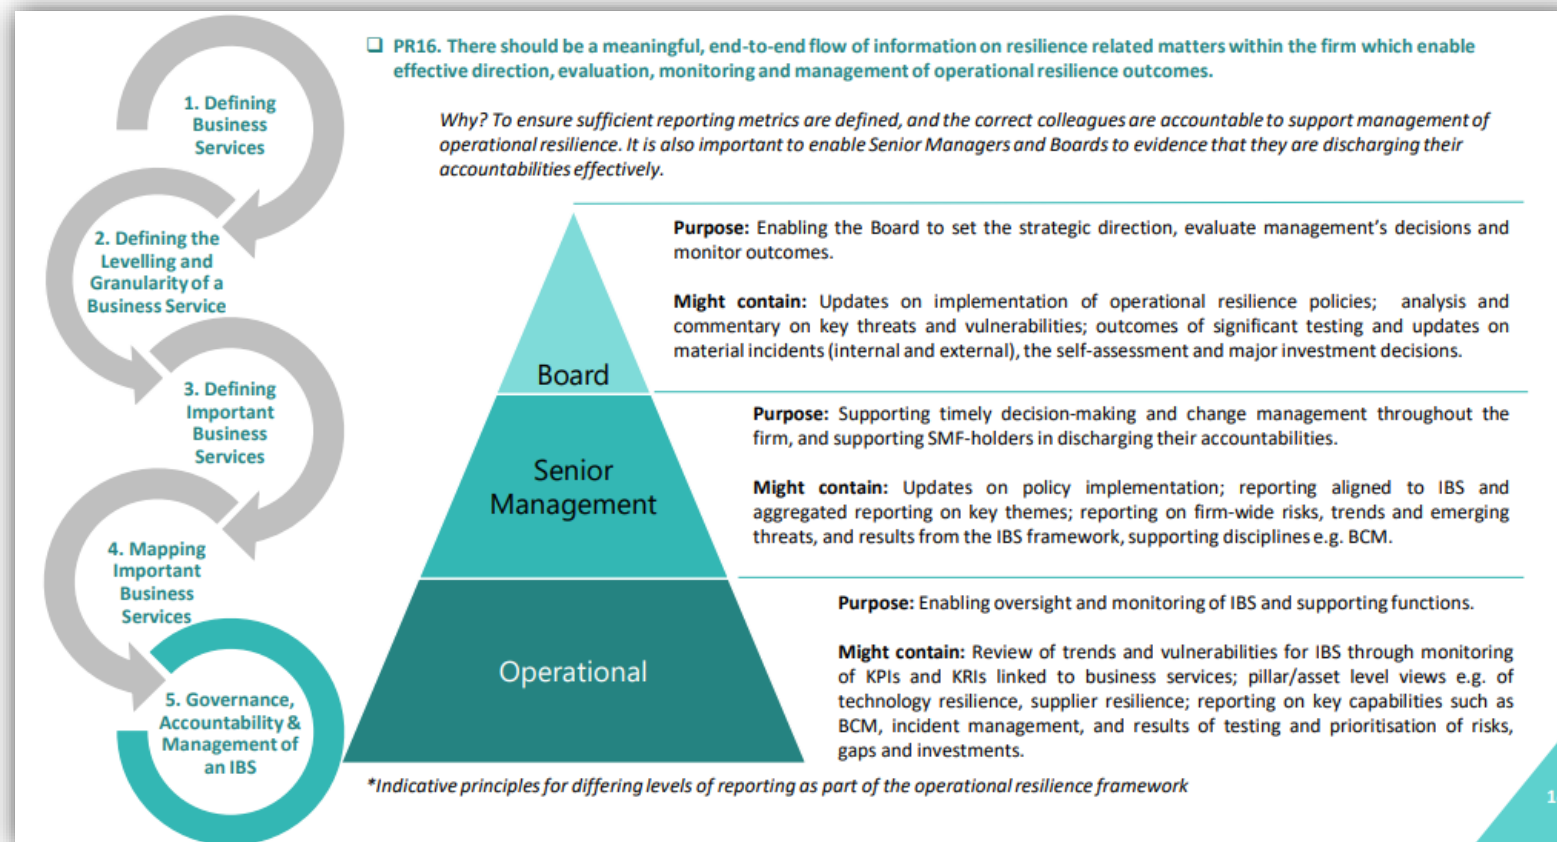 PR16. There should be a meaningful, end-to-end flow of information on resilience related matters within the firm which enable
effective direction, evaluation, monitoring and management of operational resilience outcomes.
Why? To ensure sufficient reporting metrics are defined, and the correct colleagues are accountable to support management of
operational resilience. It is also important to enable Senior Managers and Boards to evidence that they are discharging their
accountabilities effectively.
1. Defining
Business
Services
2. Defining the
Levelling and
Granularity of a
Business Service
3. Defining
Important
Business
Services
4. Mapping
Important
Business
Services
5. Governance,
Accountability &
Management of
an IBS
Board
Purpose: Enabling the Board to set the strategic direction, evaluate management's decisions and
monitor outcomes.
Might contain: Updates on implementation of operational resilience policies; analysis and
commentary on key threats and vulnerabilities; outcomes of significant testing and updates on
material incidents (internal and external), the self-assessment and major investment decisions.
Senior
Management
Purpose: Supporting timely decision-making and change management throughout the
firm, and supporting SMF-holders in discharging their accountabilities.
Might contain: Updates on policy implementation; reporting aligned to IBS and
aggregated reporting on key themes; reporting on firm-wide risks, trends and emerging
threats, and results from the IBS framework, supporting disciplines e.g. BCM.
Operational
Purpose: Enabling oversight and monitoring of IBS and supporting functions.
Might contain: Review of trends and vulnerabilities for IBS through monitoring
of KPIs and KRIs linked to business services; pillar/asset level views e.g. of
technology resilience, supplier resilience; reporting on key capabilities such as
BCM, incident management, and results of testing and prioritisation of risks,
gaps and investments.
*Indicative principles for differing levels of reporting as part of the operational resilience framework